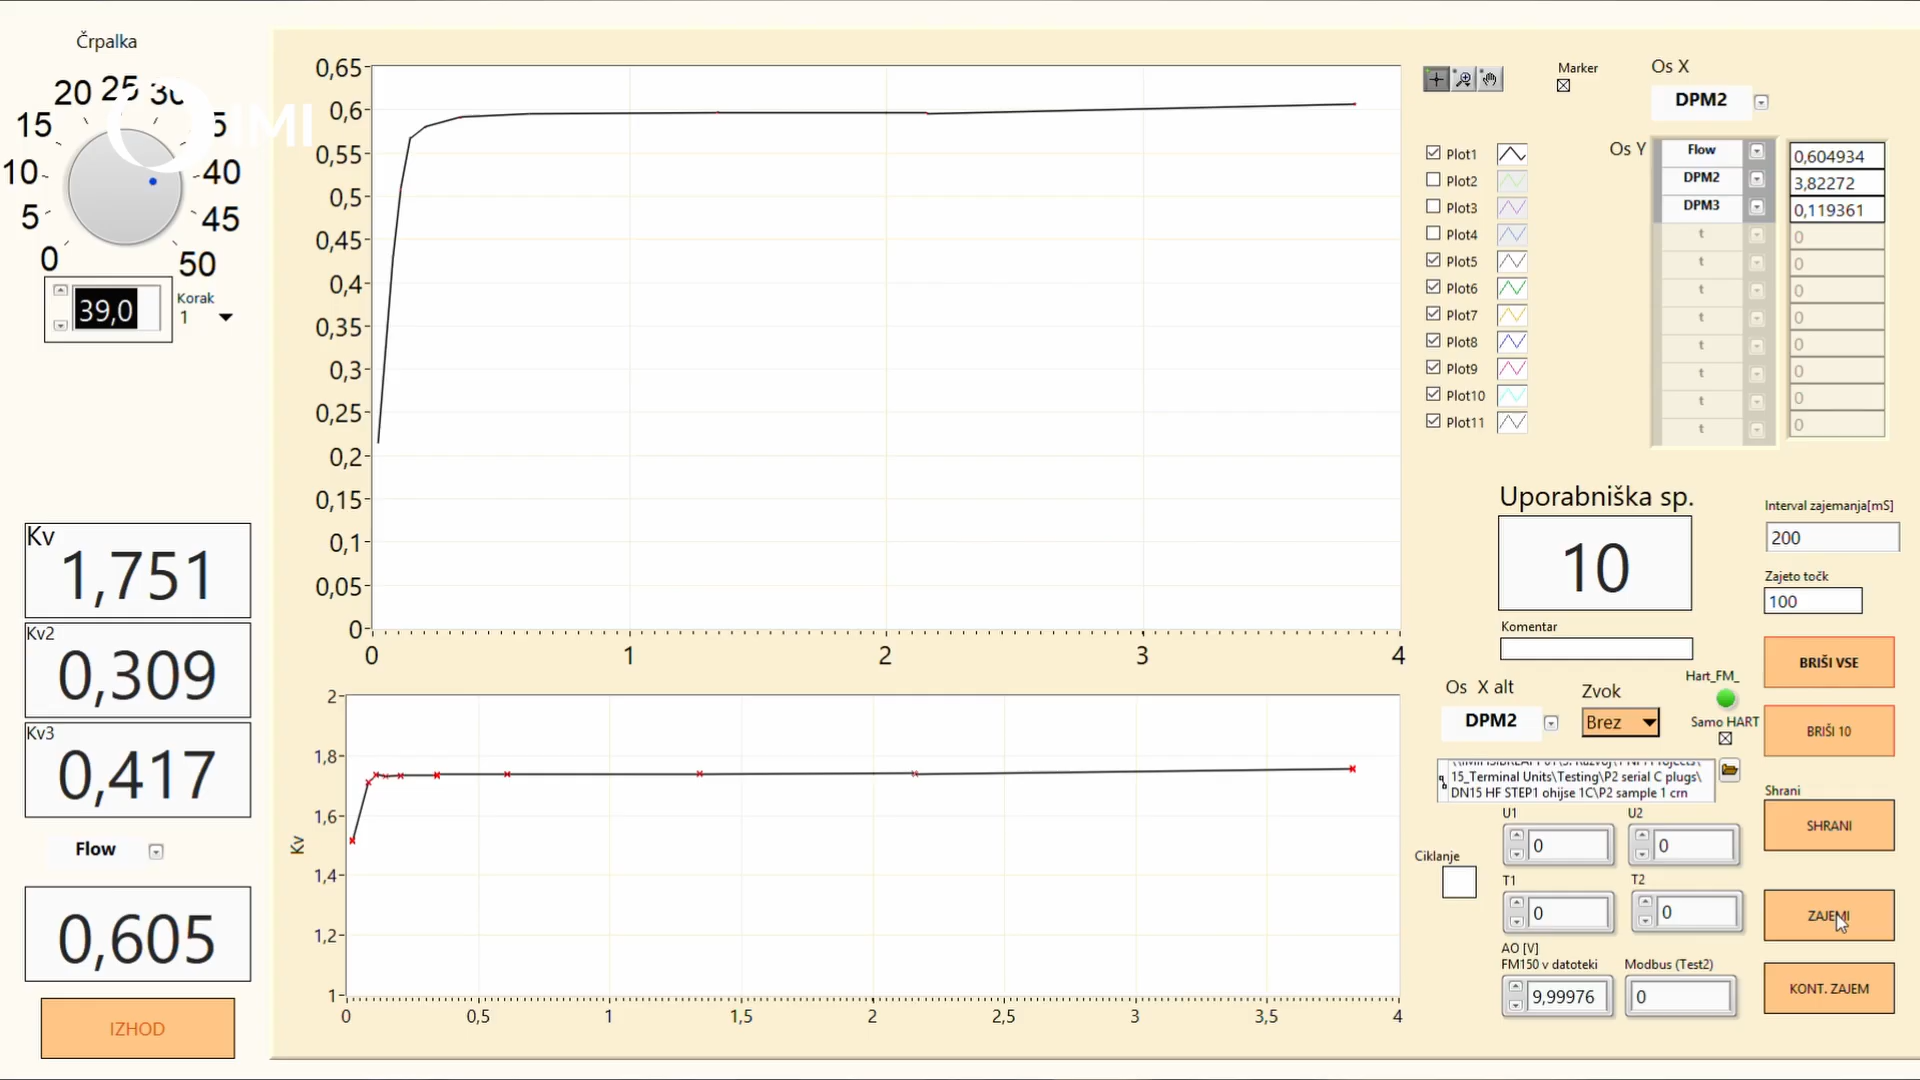 Črpalka
20 25 30
15
10
5
0
40
45
50
IMI
39,0
Korak
1
Kv
1,751
Kv2
0,309
Kv3
0,417
Flow
0,605
IZHOD
0,65
0,6
0,55
0,5
0,45
0,4
0,35
0,3
0,25
0,2
0,15
0,1
0,05
0
0 1 2 3 4
2
1,8
1,6
1,4
1,2
1
Kv
0 0,5 1 1,5 2 2,5 3 3,5 4
Marker
Os X
DPM2
Plot1
Plot2
Plot3
Plot4
Plot5
Plot6
Plot7
Plot8
Plot9
Plot10
Plot11
Os Y
Flow 0,604934
DPM2 3,82272
DPM3 0,119361
t 0
t 0
t 0
t 0
t 0
t 0
t 0
t 0
Uporabniška sp.
10
Komentar
Interval zajemanja[mS]
200
Zajeto točk
100
BRIŠI VSE
BRIŠI 10
Shrani
SHRANI
ZAJEMI
KONT. ZAJEM
Os X alt
DPM2
Zvok
Brez
Hart_FM_
Samo HART
15_Terminal Units\Testing\P2 serial C plugs\
DN15 HF STEP1 ohijse 1C\P2 sample 1 crn
Ciklanje
U1
0
U2
0
T1
0
T2
0
AO [V]
FM150 v datoteki
9,99976
Modbus (Test2)
0